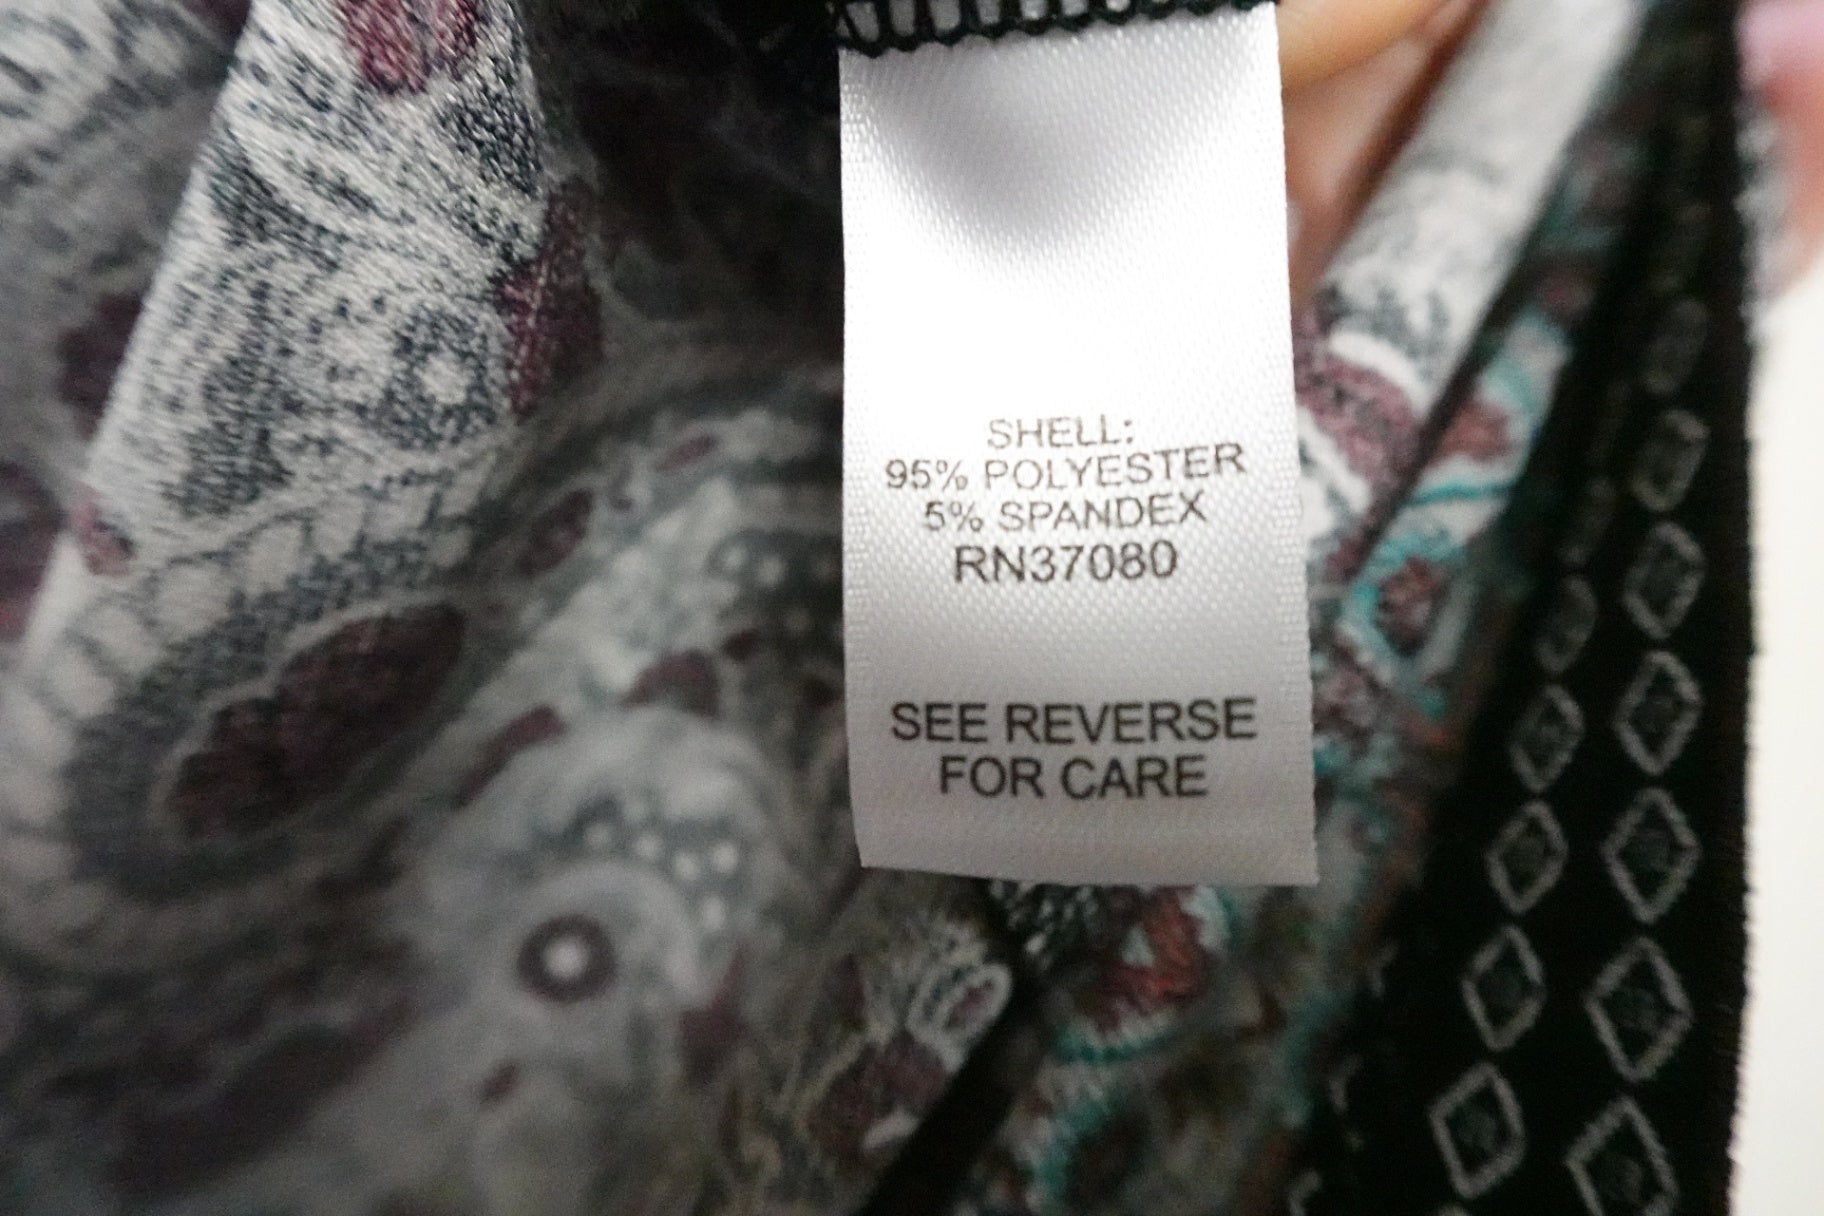 SHELL:
95% POLYESTER
5% SPANDEX
RN37080
SEE REVERSE
FOR CARE